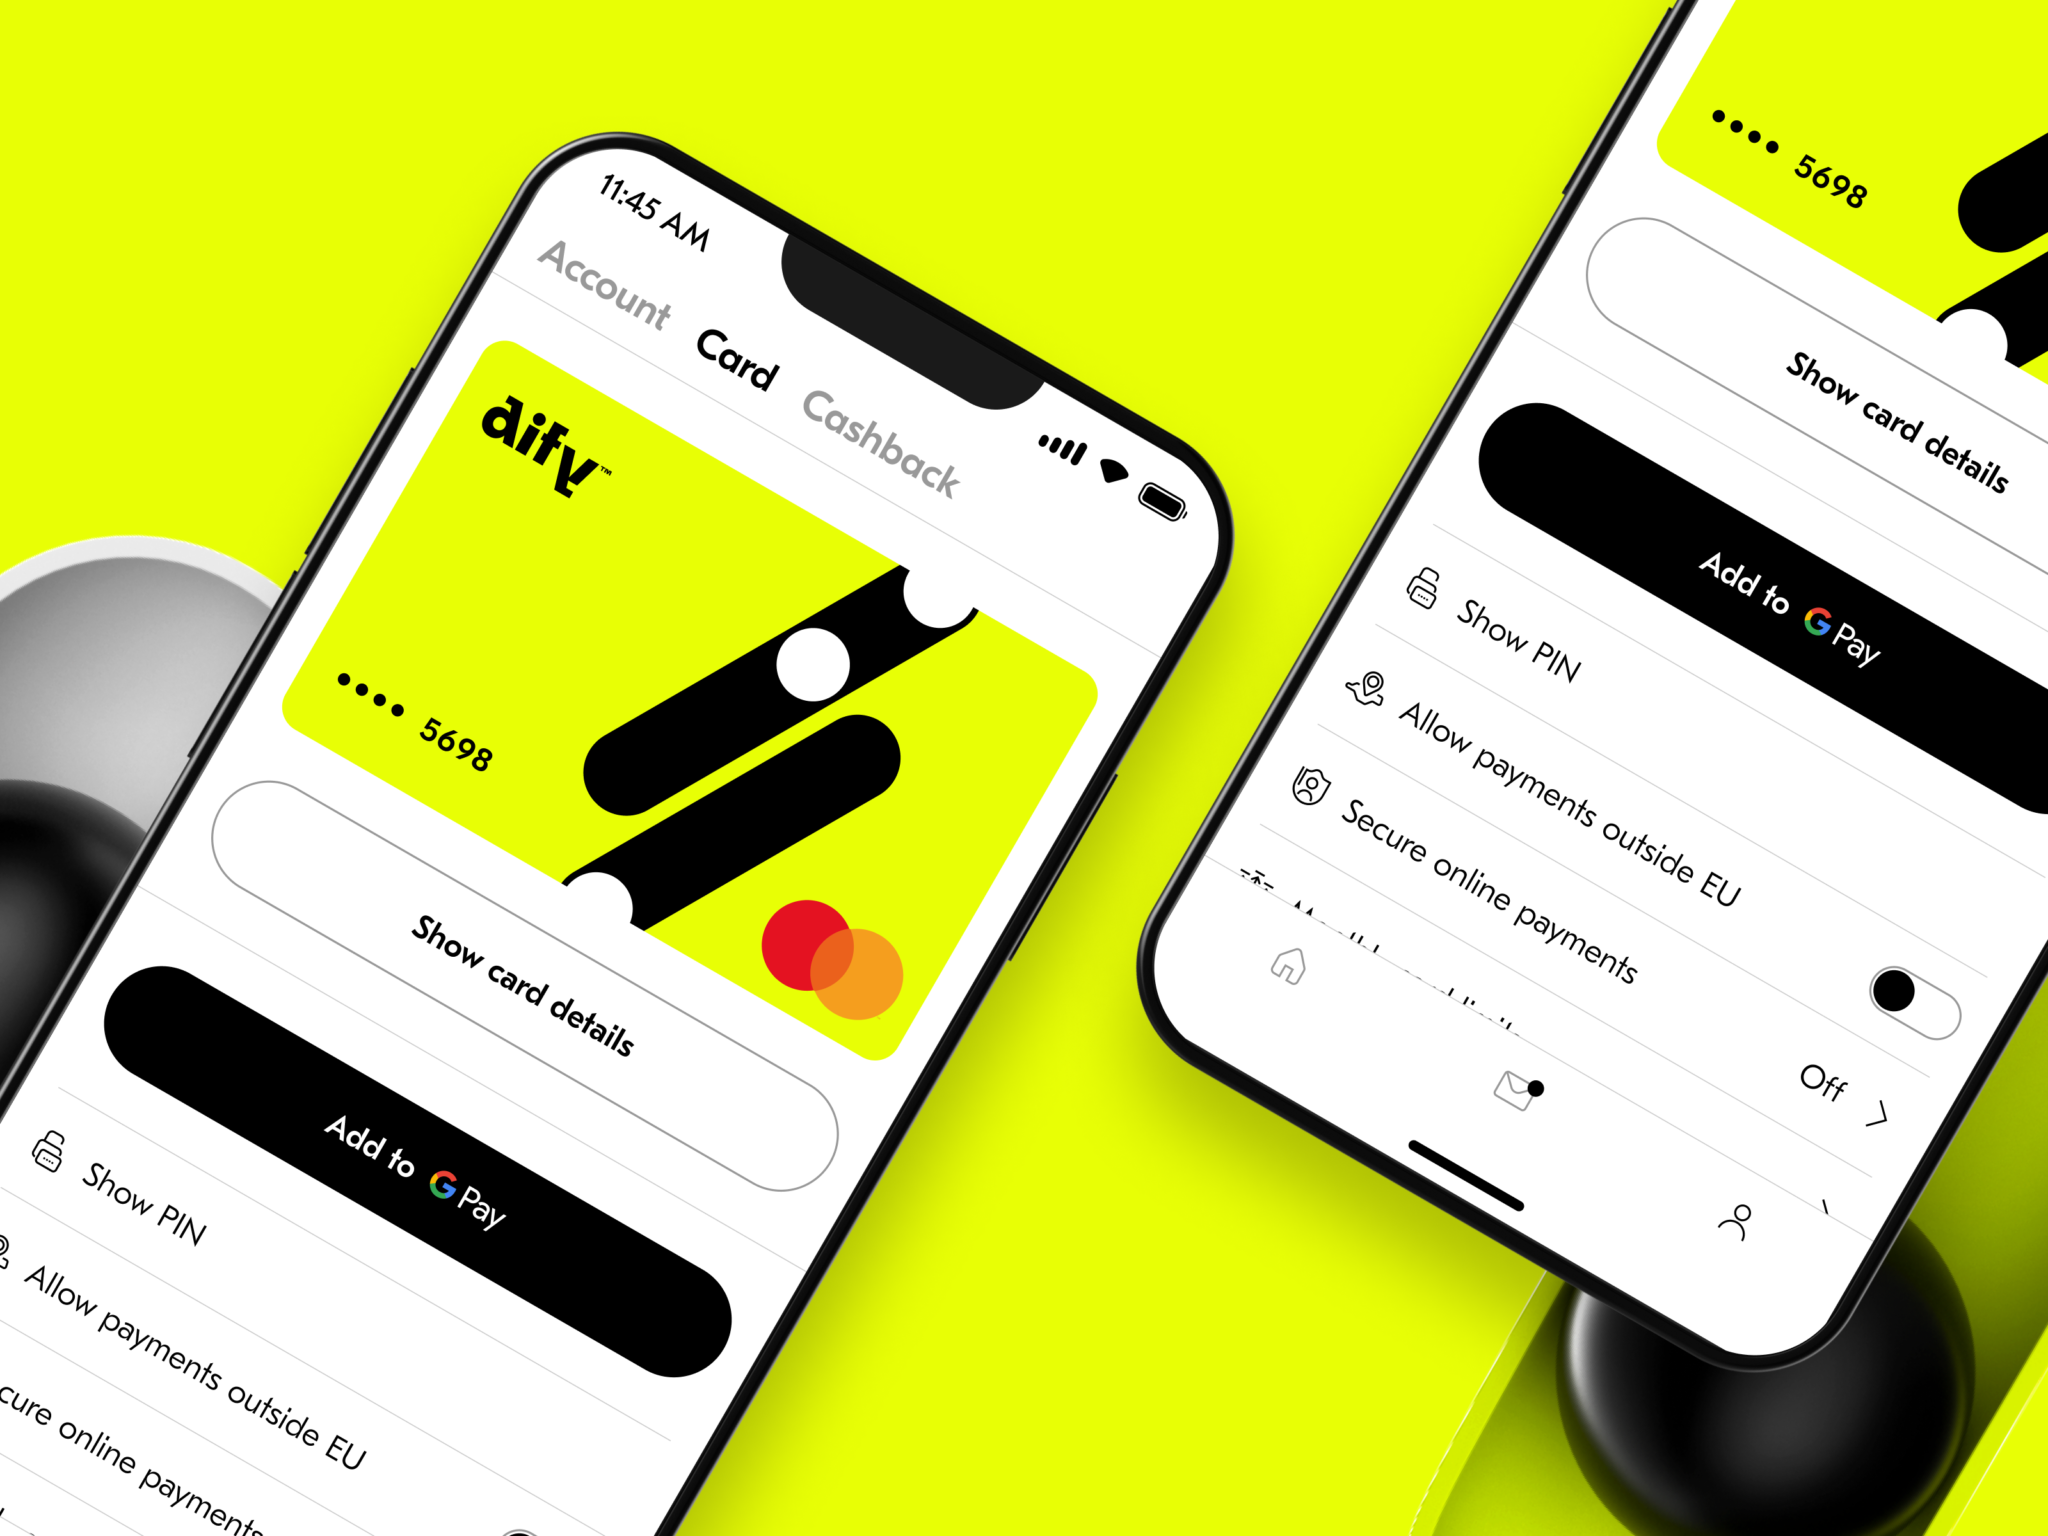 11:45 AM
Account Card Cashback
dify™
•••• 5698
Show card details
Add to G Pay
Show PIN
Allow payments outside EU
cure online payments
•••• 5698
Show card details
Add to G Pay
Show PIN
Allow payments outside EU
Secure online payments
Off